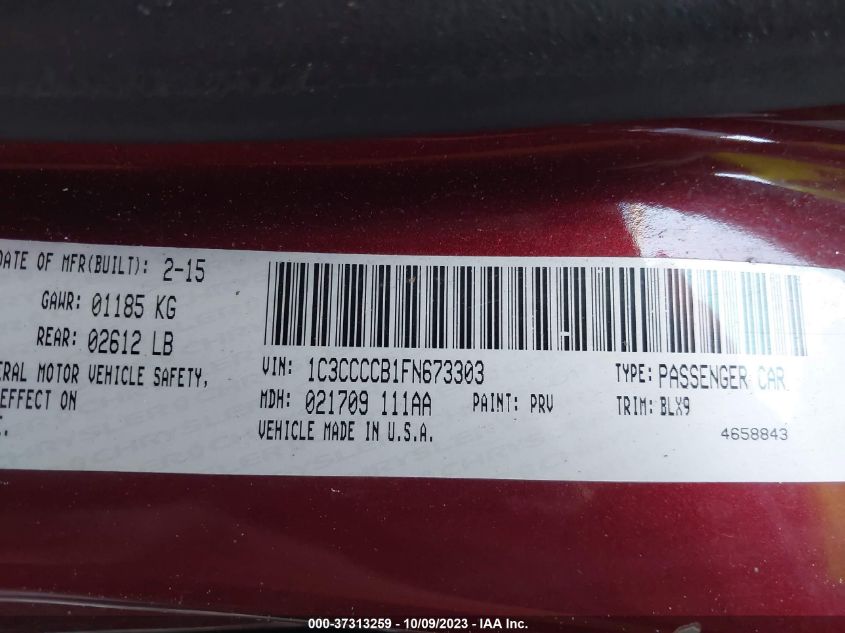 DATE OF MFR(BUILT): 2-15
GAWR: 01185 KG
REAR: 02612 LB
ERAL MOTOR VEHICLE SAFETY,
EFFECT ON
E.
VIN: 1C3CCCCB1FN673303
TYPE: PASSENGER CAR
MDH: 021709 111AA
PAINT: PRV
TRIM: BLX9
VEHICLE MADE IN U.S.A.
4658843
000-37313259 - 10/09/2023 - IAA Inc.